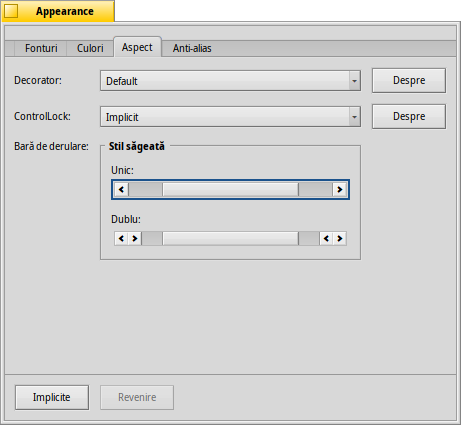 Appearance
Fonturi Culori Aspect Anti-alias
Decorator: Default Despre
ControlLock: Implicit Despre
Bară de derulare: Stil săgeată
Unic:
Dublu:
Implicite Revenire